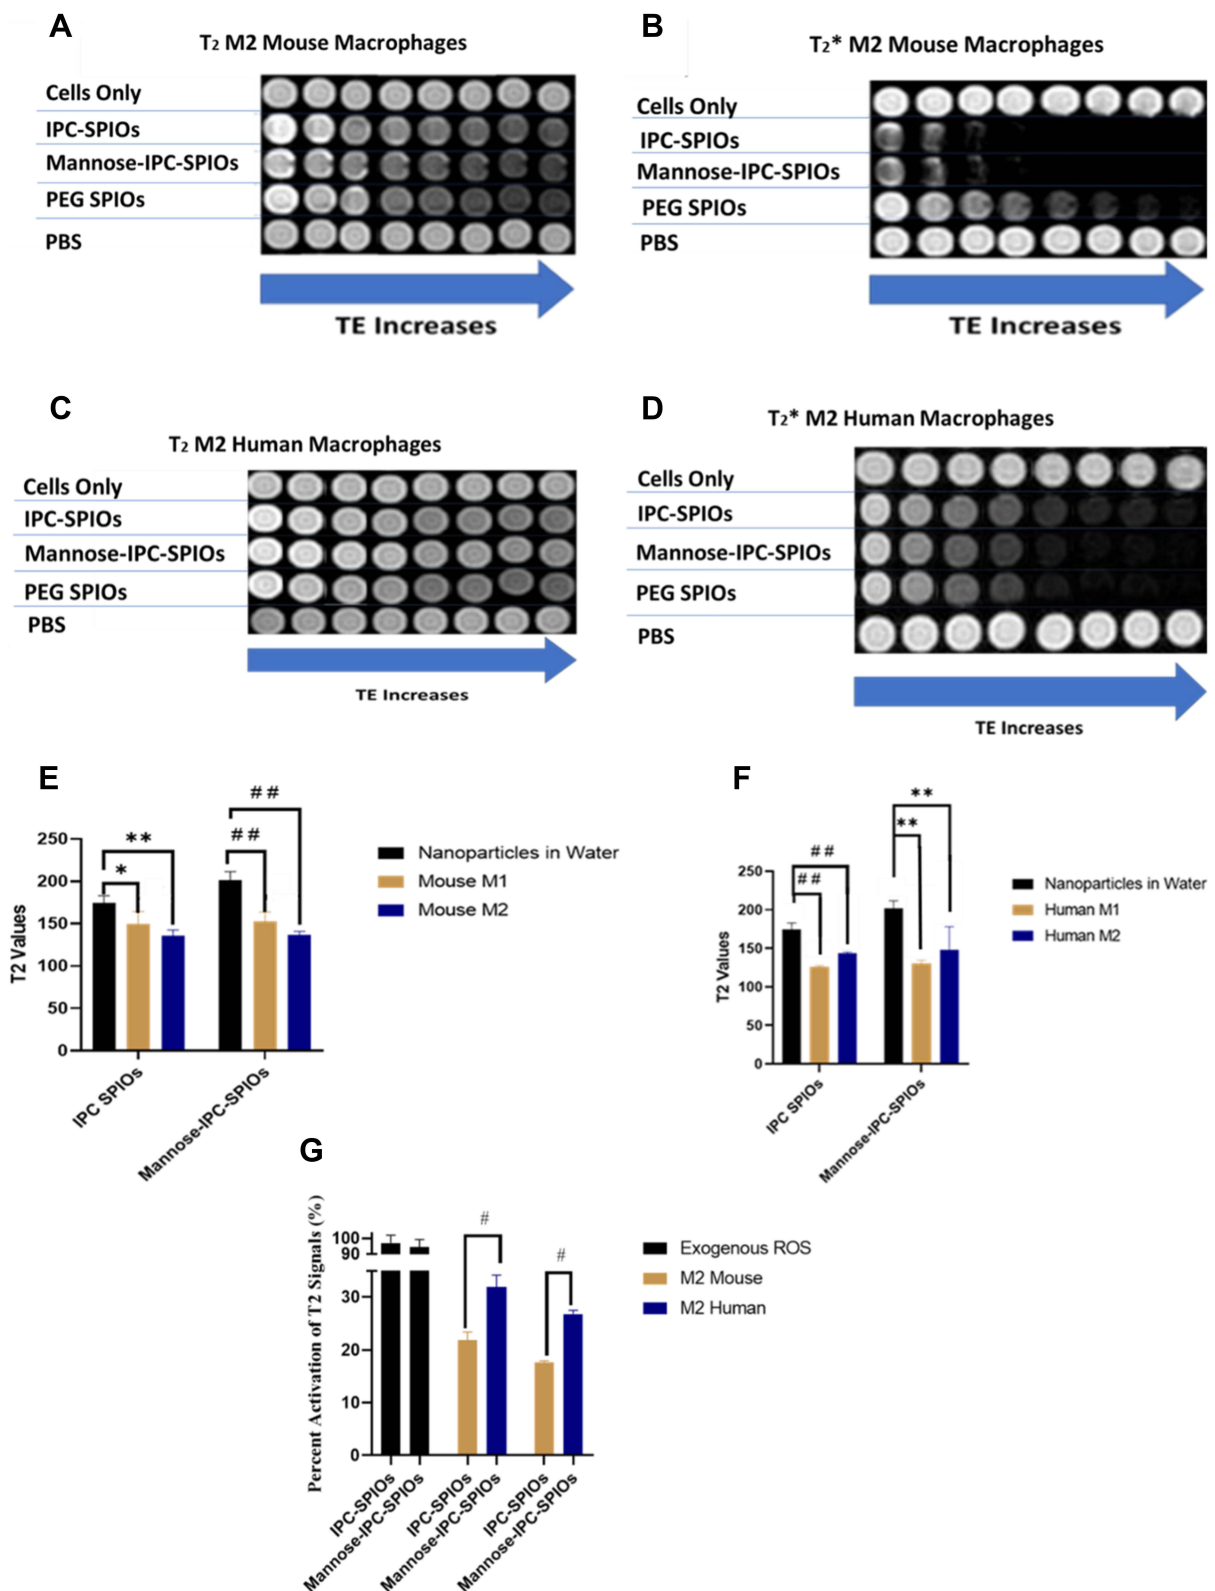 A
T2 M2 Mouse Macrophages
Cells Only
IPC-SPIOs
Mannose-IPC-SPIOs
PEG SPIOs
PBS
TE Increases
B
T2* M2 Mouse Macrophages
Cells Only
IPC-SPIOs
Mannose-IPC-SPIOs
PEG SPIOs
PBS
TE Increases
C
T2 M2 Human Macrophages
Cells Only
IPC-SPIOs
Mannose-IPC-SPIOs
PEG SPIOs
PBS
TE Increases
D
T2* M2 Human Macrophages
Cells Only
IPC-SPIOs
Mannose-IPC-SPIOs
PEG SPIOs
PBS
TE Increases
E
T2 Values
250
200
150
100
50
0
*
**
##
##
IPC SPIOs
Mannose-IPC-SPIOs
Nanoparticles in Water
Mouse M1
Mouse M2
F
T2 Values
250
200
150
100
50
0
##
##
**
**
IPC SPIOs
Mannose-IPC-SPIOs
Nanoparticles in Water
Human M1
Human M2
G
Percent Activation of T2 Signals (%)
100
90
30
20
10
0
#
#
IPC-SPIOs
Mannose-IPC-SPIOs
IPC-SPIOs
Mannose-IPC-SPIOs
IPC-SPIOs
Mannose-IPC-SPIOs
Exogenous ROS
M2 Mouse
M2 Human